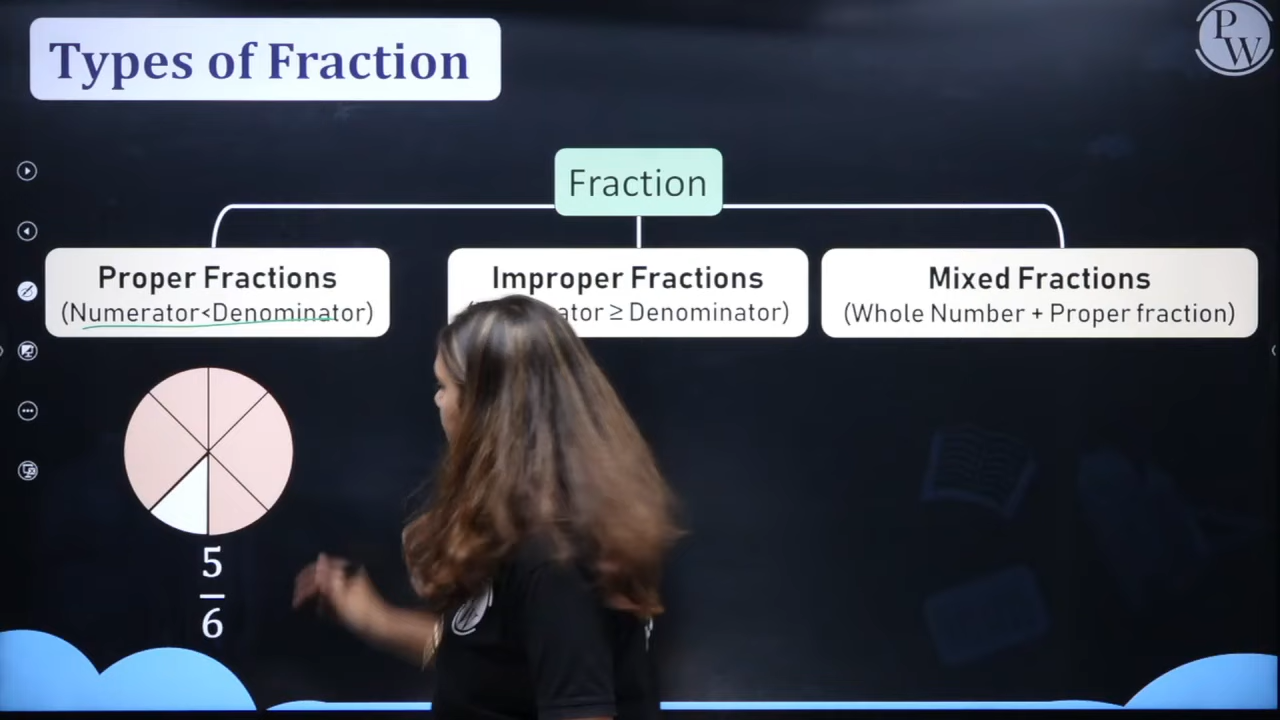 Types of Fraction
PW
Fraction
Proper Fractions
(Numerator<Denominator)
Improper Fractions
≥ Denominator)
Mixed Fractions
(Whole Number + Proper fraction)
5
6